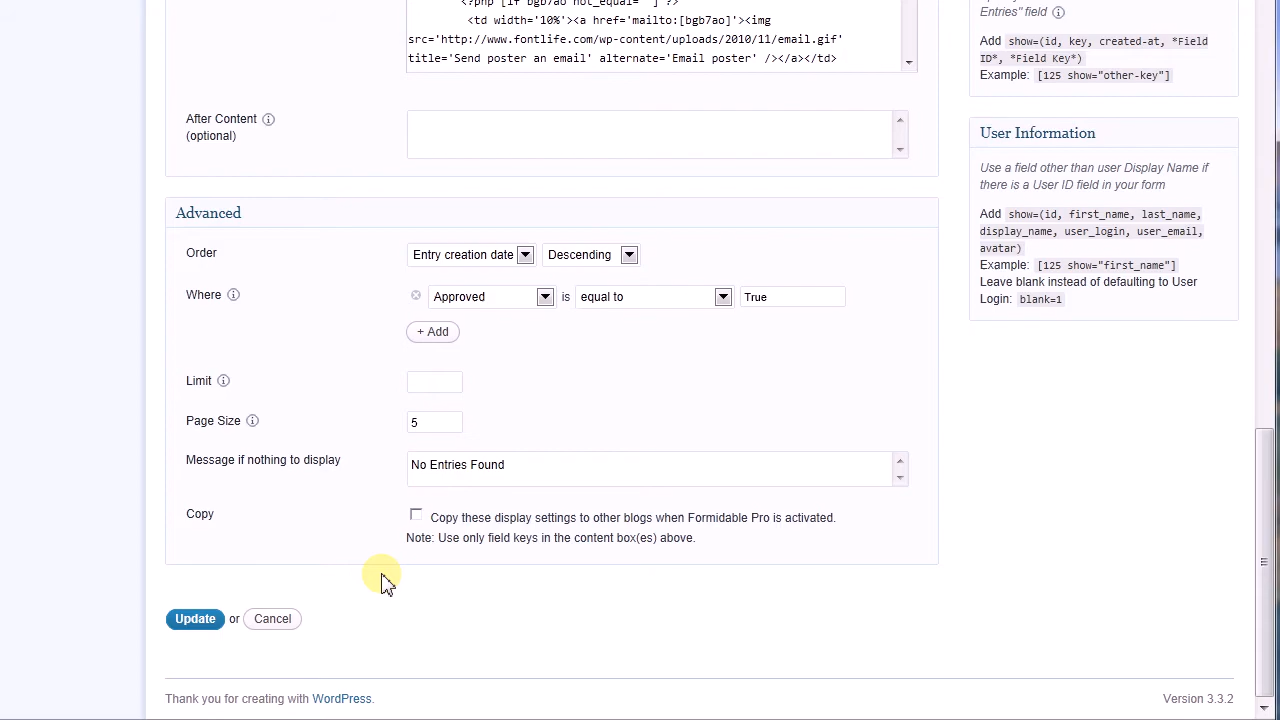 <?php [if bgb7ao not_equal=""] ?>
<td width='10%'><a href='mailto:[bgb7ao]'><img
src='http://www.fontlife.com/wp-content/uploads/2010/11/email.gif'
title='Send poster an email' alternate='Email poster' /></a></td>
After Content
(optional)
Advanced
Order
Entry creation date
Descending
Where
Approved
is
equal to
True
+ Add
Limit
Page Size
5
Message if nothing to display
No Entries Found
Copy
Copy these display settings to other blogs when Formidable Pro is activated.
Note: Use only field keys in the content box(es) above.
Update or Cancel
Thank you for creating with WordPress.
Version 3.3.2
Entries" field
Add show=(id, key, created-at, *Field
ID*, *Field Key*)
Example: [125 show="other-key"]
User Information
Use a field other than user Display Name if
there is a User ID field in your form
Add show=(id, first_name, last_name,
display_name, user_login, user_email,
avatar)
Example: [125 show="first_name"]
Leave blank instead of defaulting to User
Login: blank=1